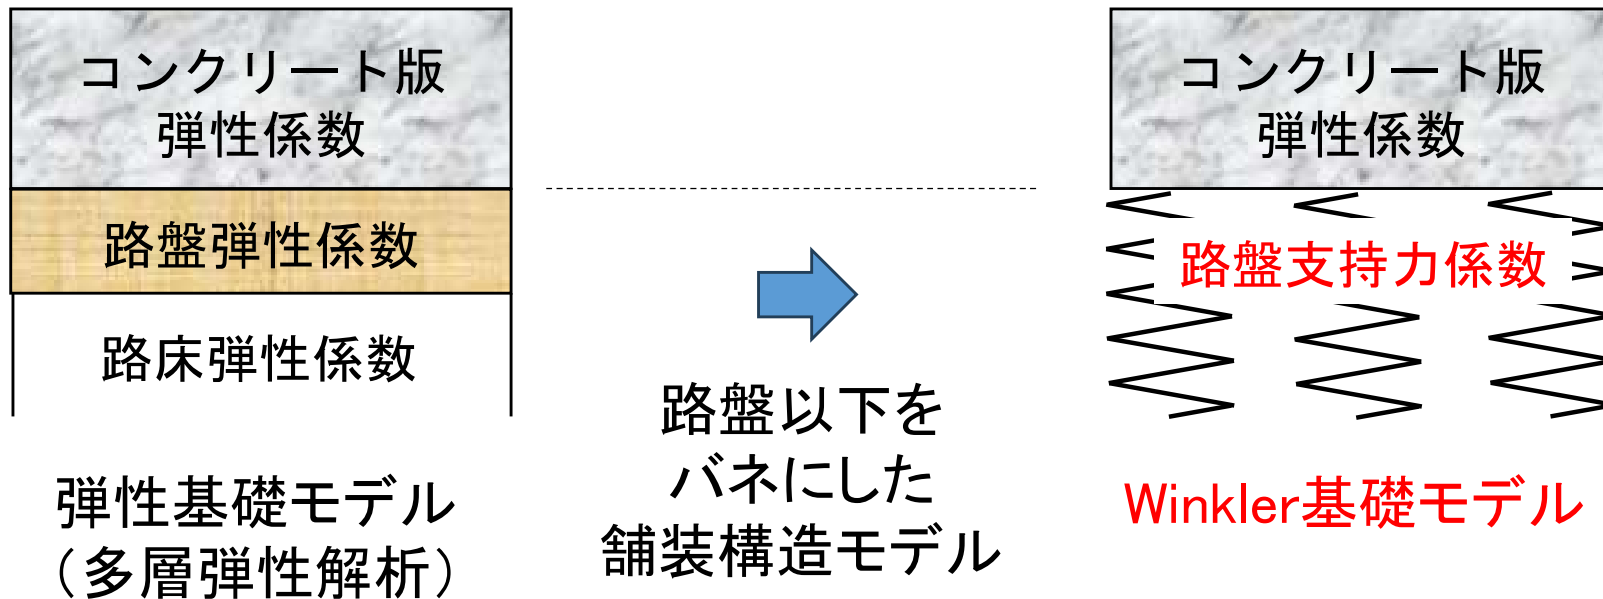 コンクリート版
弾性係数
路盤弾性係数
路床弾性係数
弾性基礎モデル
（多層弾性解析）
路盤以下を
バネにした
舗装構造モデル
コンクリート版
弾性係数
路盤支持力係数
Winkler基礎モデル